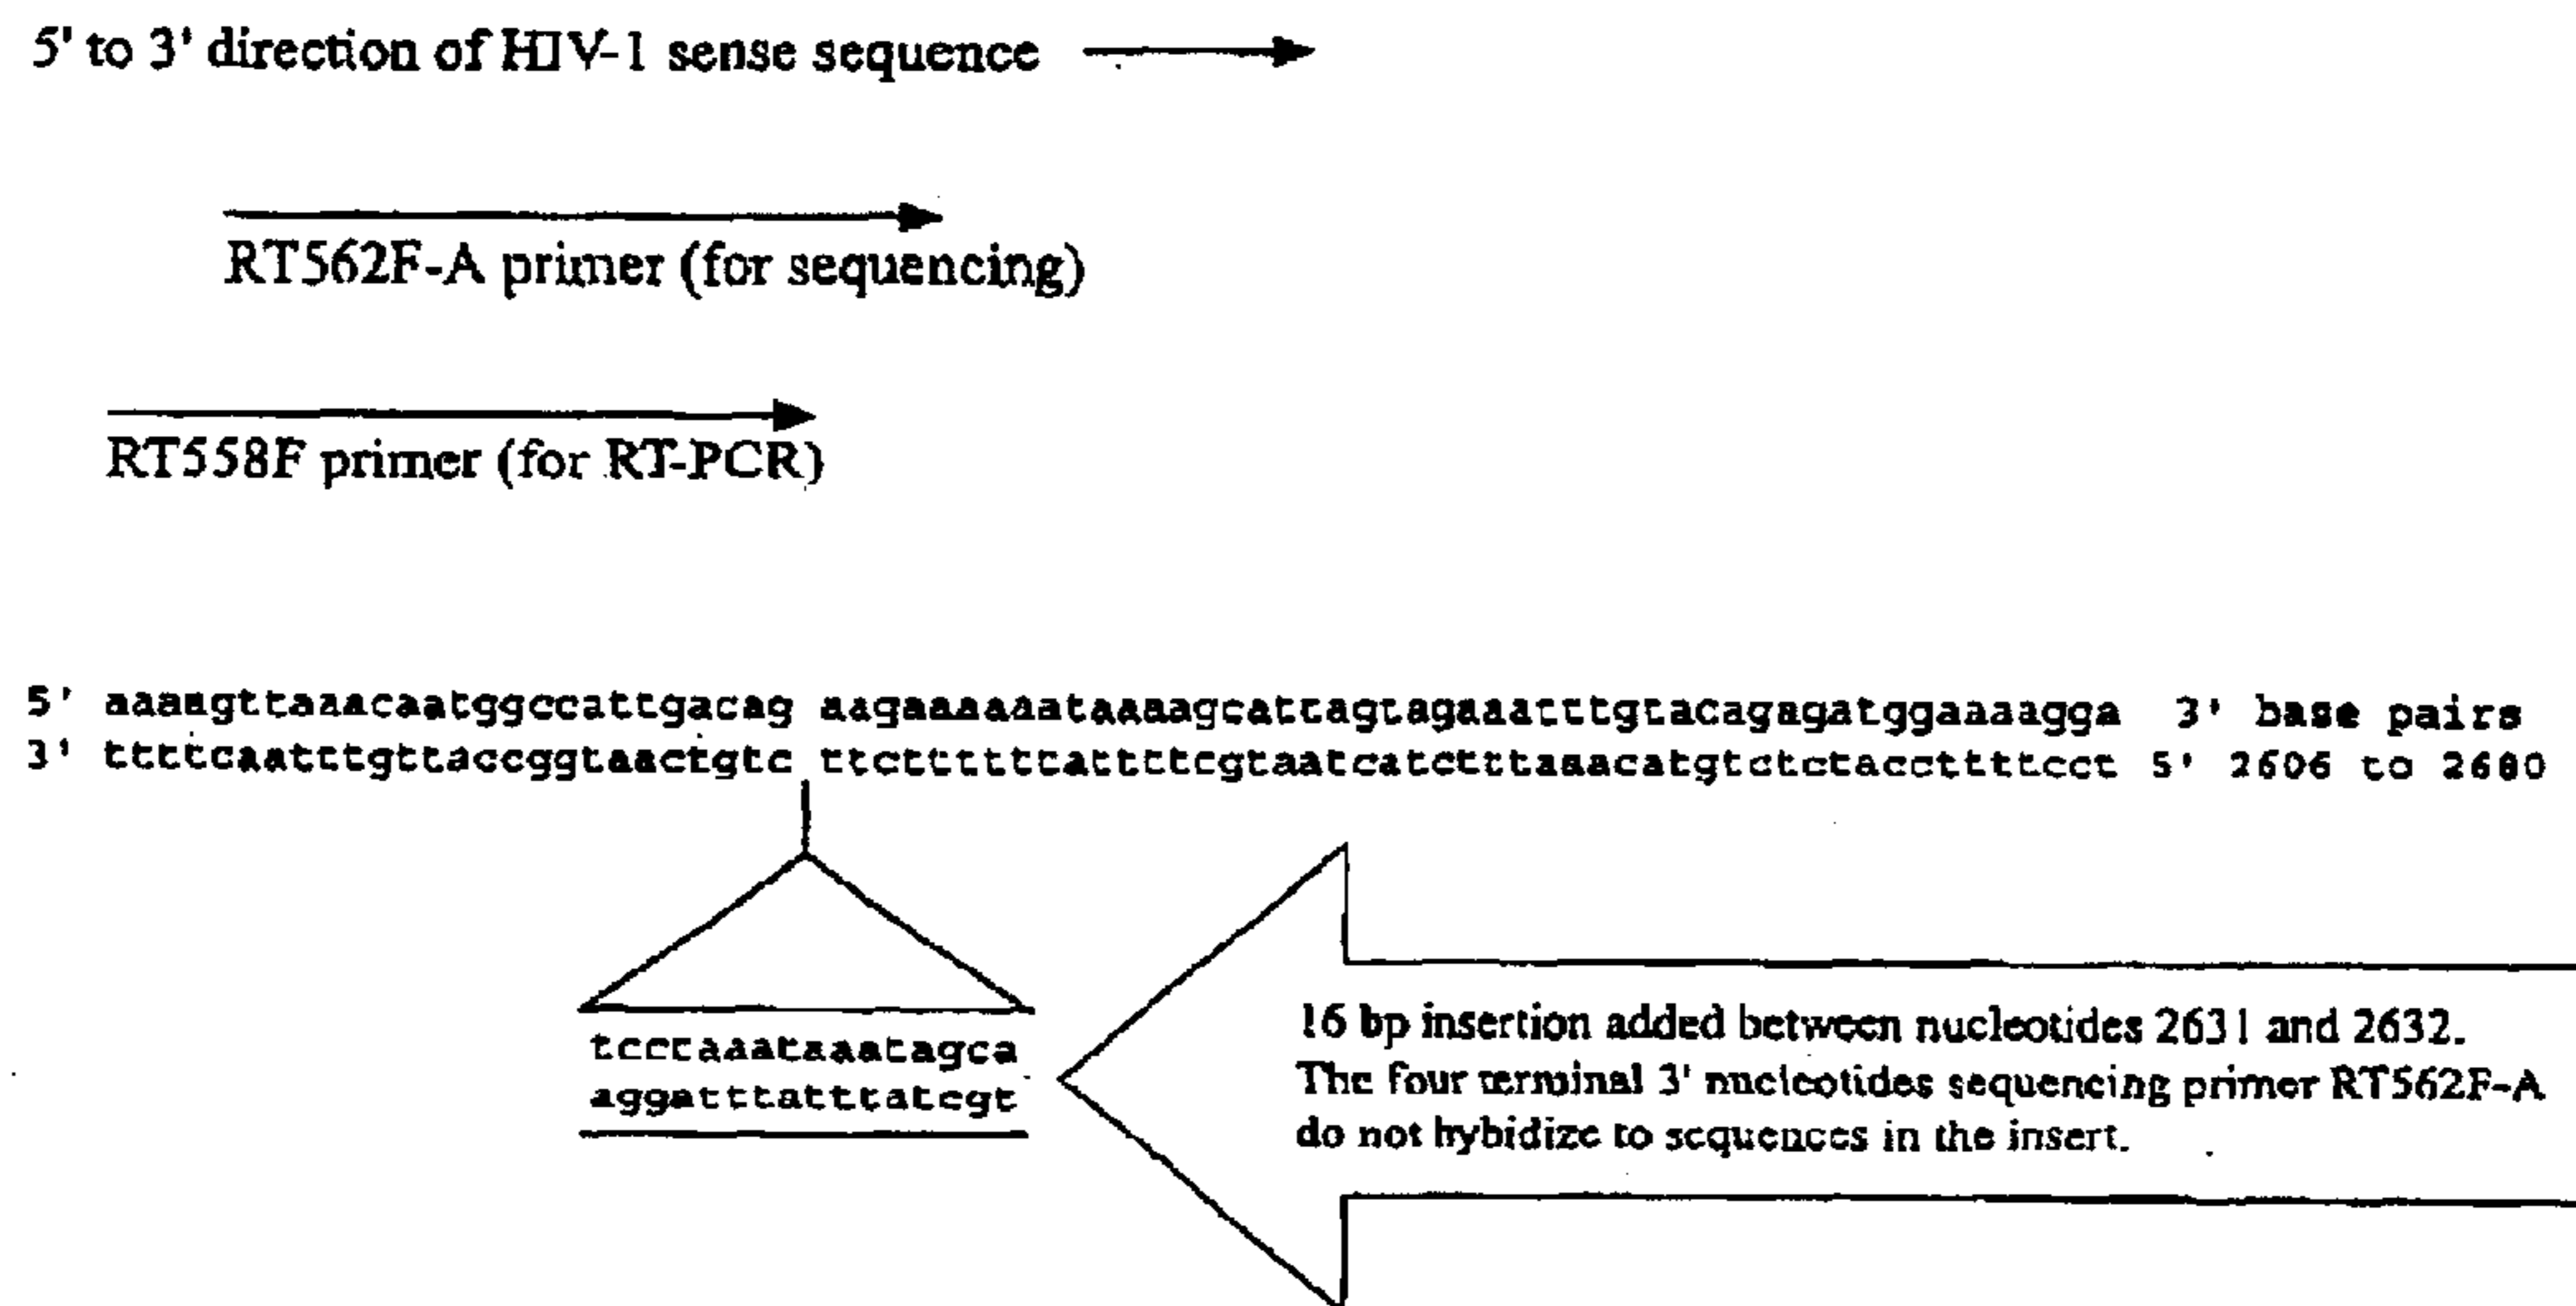 5' to 3' direction of HIV-1 sense sequence
RT562F-A primer (for sequencing)
RT558F primer (for RT-PCR)
5' aaaagttaaacaatggccattgacag aagaaaaaataaaagcattagtagaaatttgtacagagatggaaaagga 3' base pairs
3' ttttcaatttgttaccggtaactgtc ttcttttttattttcgtaatcatctttaaacatgtctctaccttttcct 5' 2606 to 2680
tcctaaataaatagca
aggatttatttatcgt
16 bp insertion added between nucleotides 2631 and 2632.
The four terminal 3' nucleotides sequencing primer RT562F-A
do not hybidize to sequences in the insert.